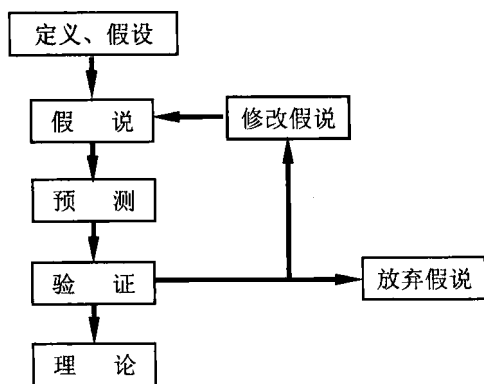 定义、假设
假 说
修改假说
预 测
验 证
放弃假说
理 论